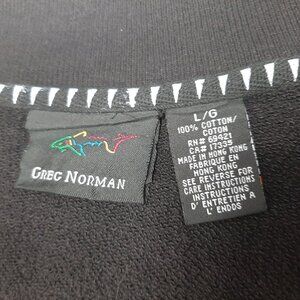 GREG NORMAN
L/G
100% COTTON/
COTON
RN# 69421
CA# 17335
MADE IN HONG KONG
FABRIQUE EN
HONG KONG
SEE REVERSE FOR
CARE INSTRUCTIONS
INSTRUCTIONS
D'ENTRETIEN A
L'ENDOS